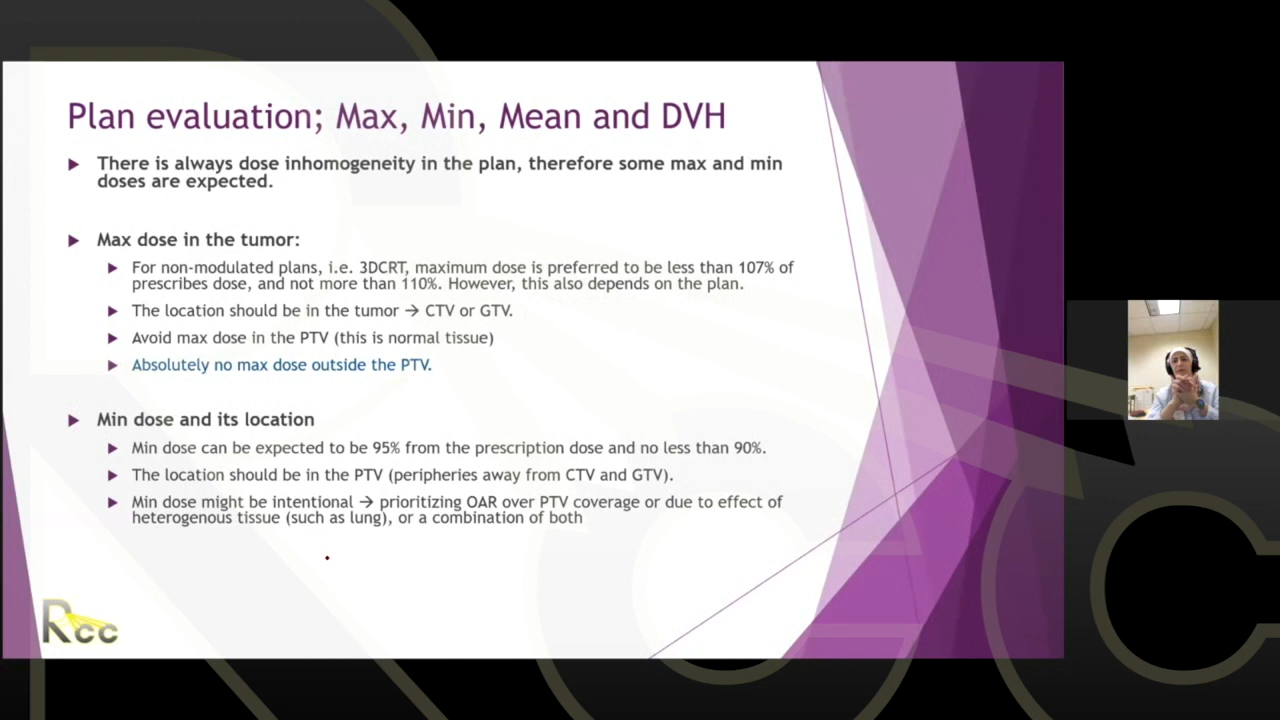 Plan evaluation; Max, Min, Mean and DVH
There is always dose inhomogeneity in the plan, therefore some max and min
doses are expected.
Max dose in the tumor:
For non-modulated plans, i.e. 3DCRT, maximum dose is preferred to be less than 107% of
prescribes dose, and not more than 110%. However, this also depends on the plan.
The location should be in the tumor → CTV or GTV.
Avoid max dose in the PTV (this is normal tissue)
Absolutely no max dose outside the PTV.
Min dose and its location
Min dose can be expected to be 95% from the prescription dose and no less than 90%.
The location should be in the PTV (peripheries away from CTV and GTV).
Min dose might be intentional → prioritizing OAR over PTV coverage or due to effect of
heterogenous tissue (such as lung), or a combination of both
Rcc